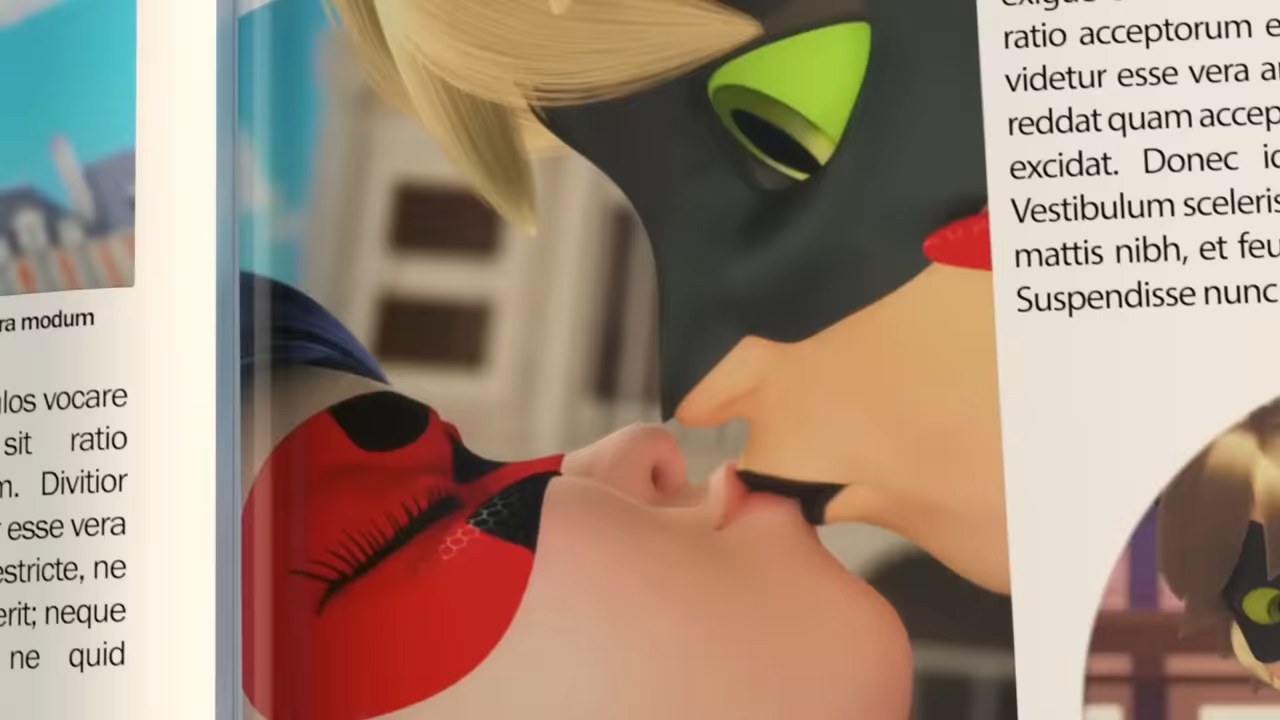 ra modum
los vocare
sit ratio
m. Divitior
esse vera
estricte, ne
erit; neque
ne quid
ratio acceptorum e
videtur esse vera a
reddat quam accep
excidat. Donec
Vestibulum sceleris
mattis nibh, et feu
Suspendisse nunc